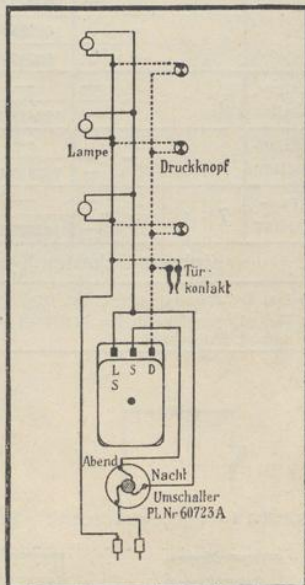 Lampe
Druckknopf
Tür-
kontakt
L S D
S
Abend
Nacht
Umschalter
PL Nr 60723A